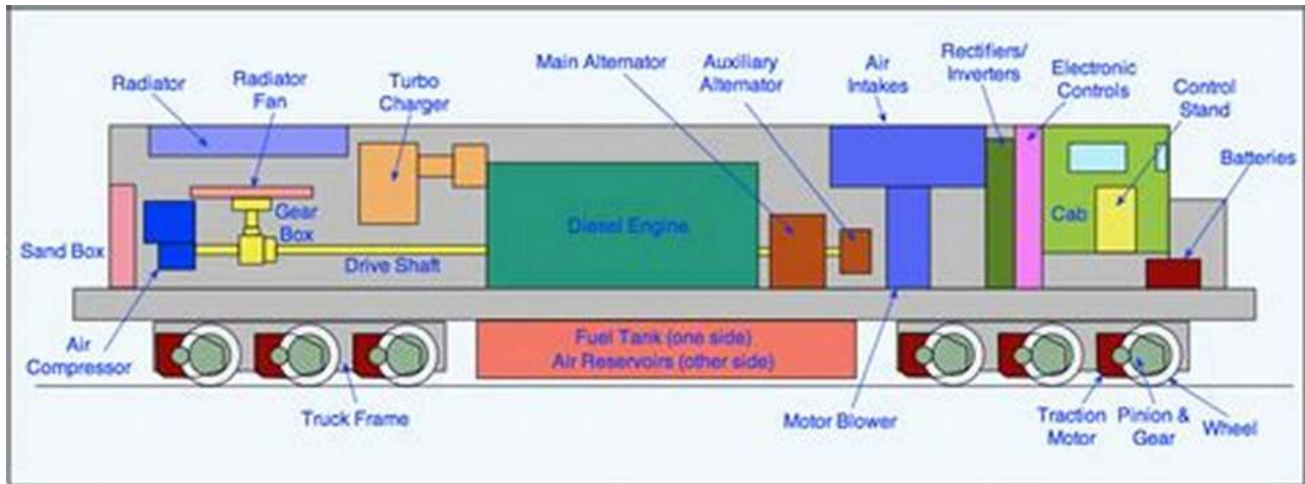 Radiator
Radiator
Fan
Turbo
Charger
Main Alternator
Auxiliary
Alternator
Air
Intakes
Rectifiers/
Inverters
Electronic
Controls
Control
Stand
Batteries
Sand Box
Gear
Box
Drive Shaft
Diesel Engine
Cab
Air
Compressor
Truck Frame
Fuel Tank (one side)
Air Reservoirs (other side)
Motor Blower
Traction
Motor
Pinion &
Gear
Wheel